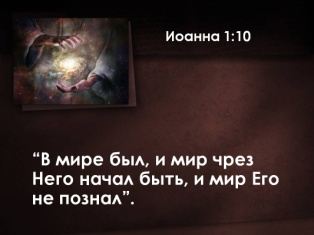 Иоанна 1:10
“В мире был, и мир чрез
Него начал быть, и мир Его
не познал”.